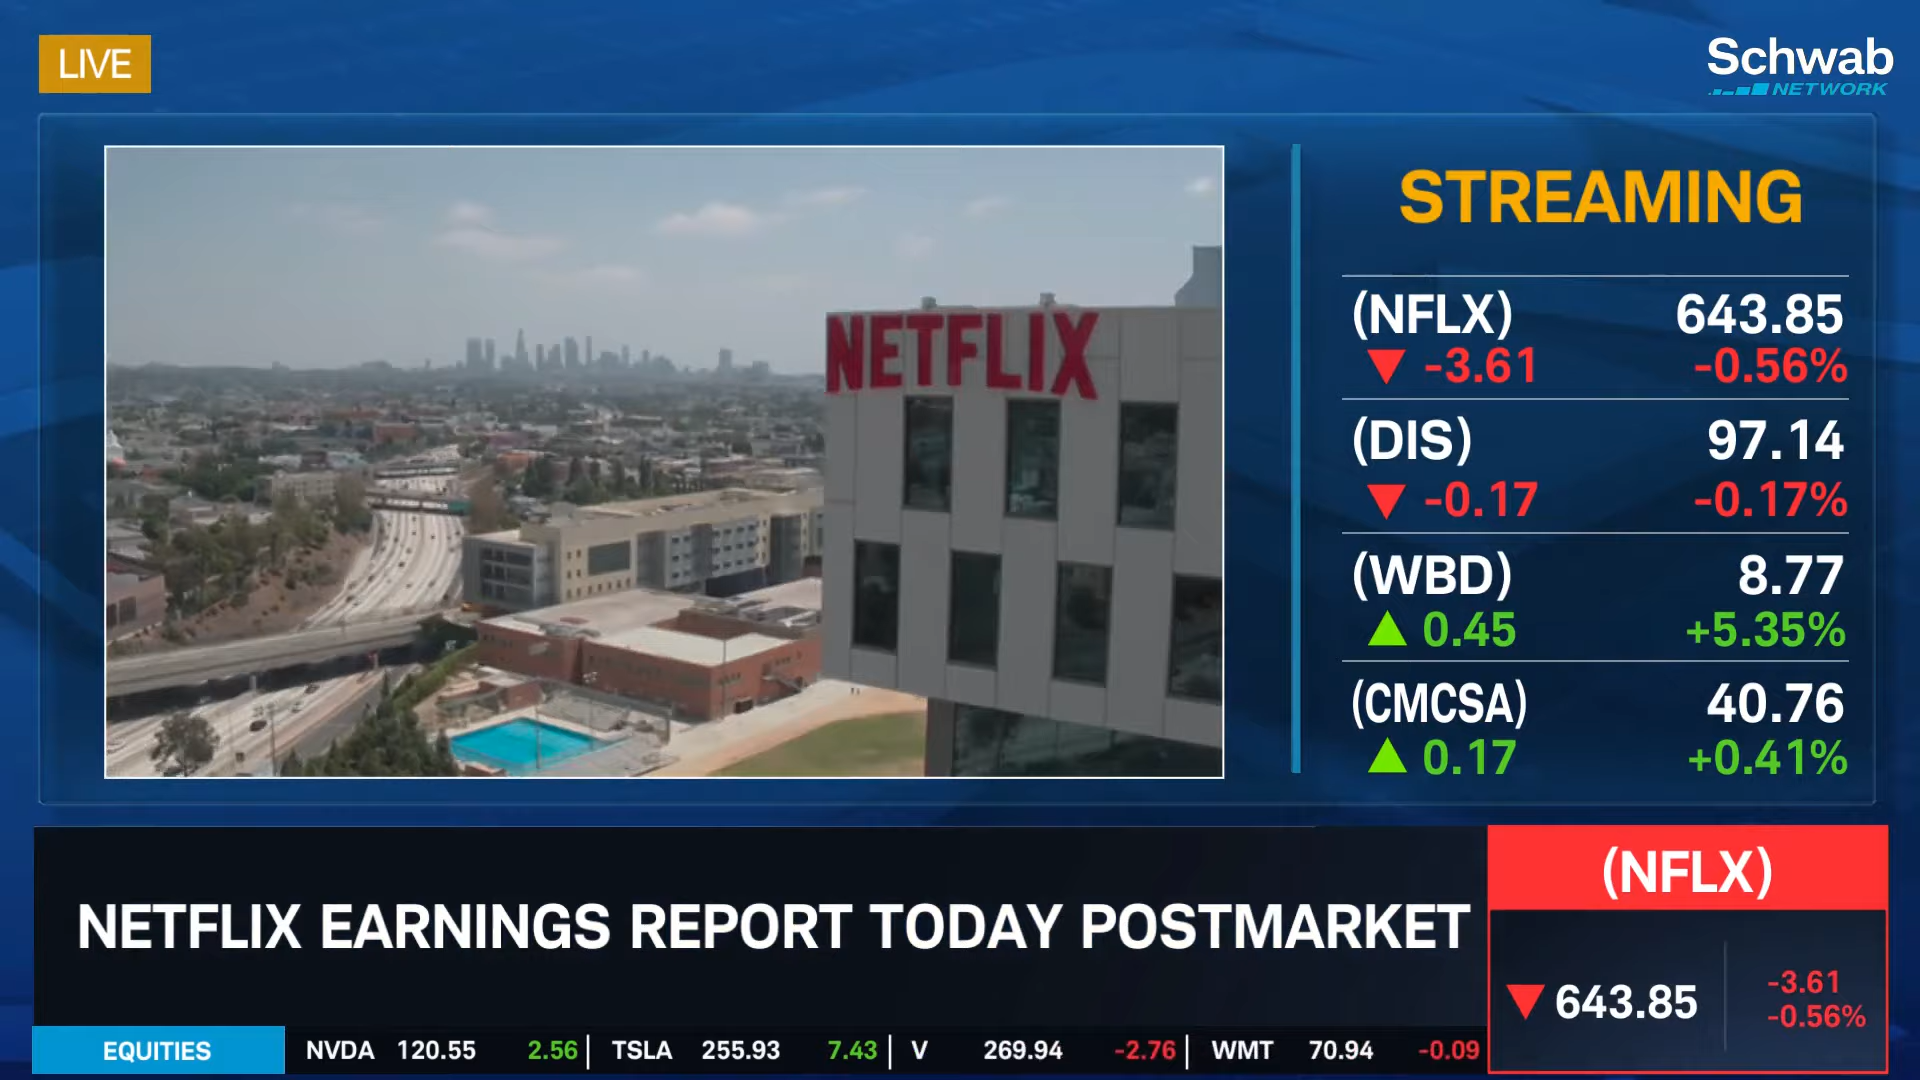 LIVE
Schwab
NETWORK
STREAMING
(NFLX) 643.85
▼ -3.61 -0.56%
(DIS) 97.14
▼ -0.17 -0.17%
(WBD) 8.77
▲ 0.45 +5.35%
(CMCSA) 40.76
▲ 0.17 +0.41%
NETFLIX
NETFLIX EARNINGS REPORT TODAY POSTMARKET
(NFLX)
▼ 643.85
-3.61
-0.56%
EQUITIES NVDA 120.55 2.56 | TSLA 255.93 7.43 | V 269.94 -2.76 | WMT 70.94 -0.09